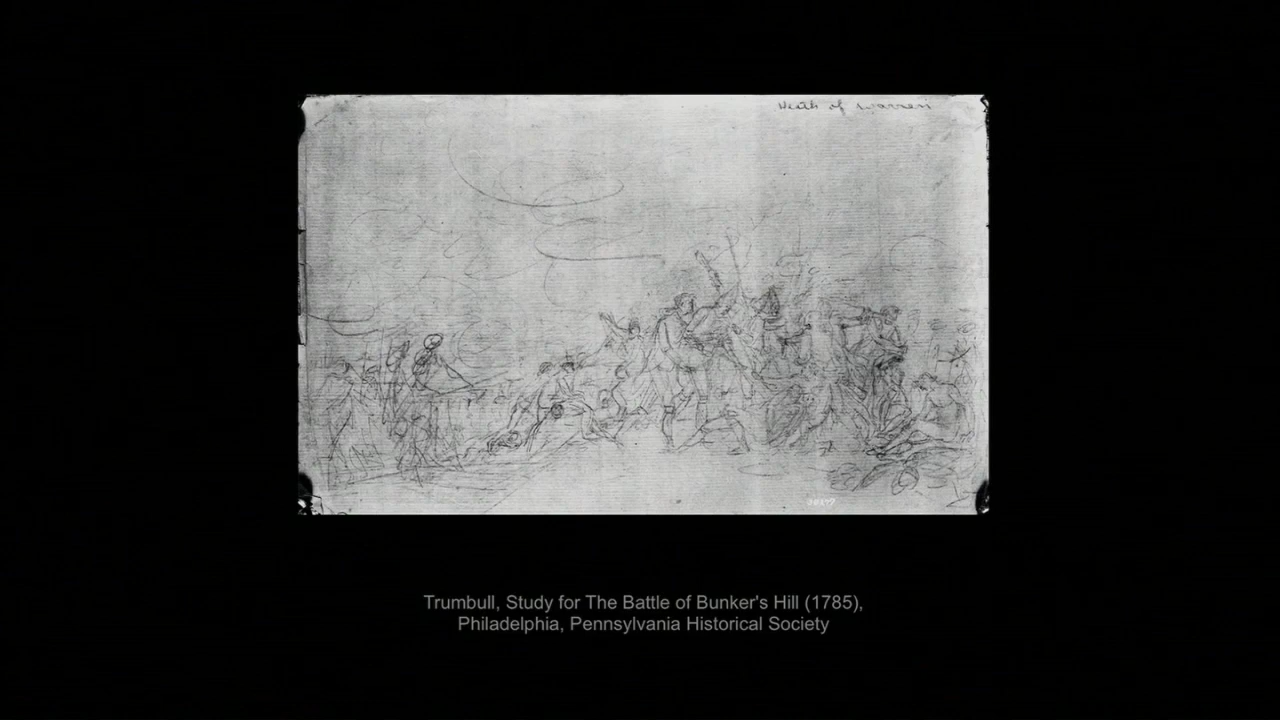 Death of Warren
Trumbull, Study for The Battle of Bunker's Hill (1785),
Philadelphia, Pennsylvania Historical Society